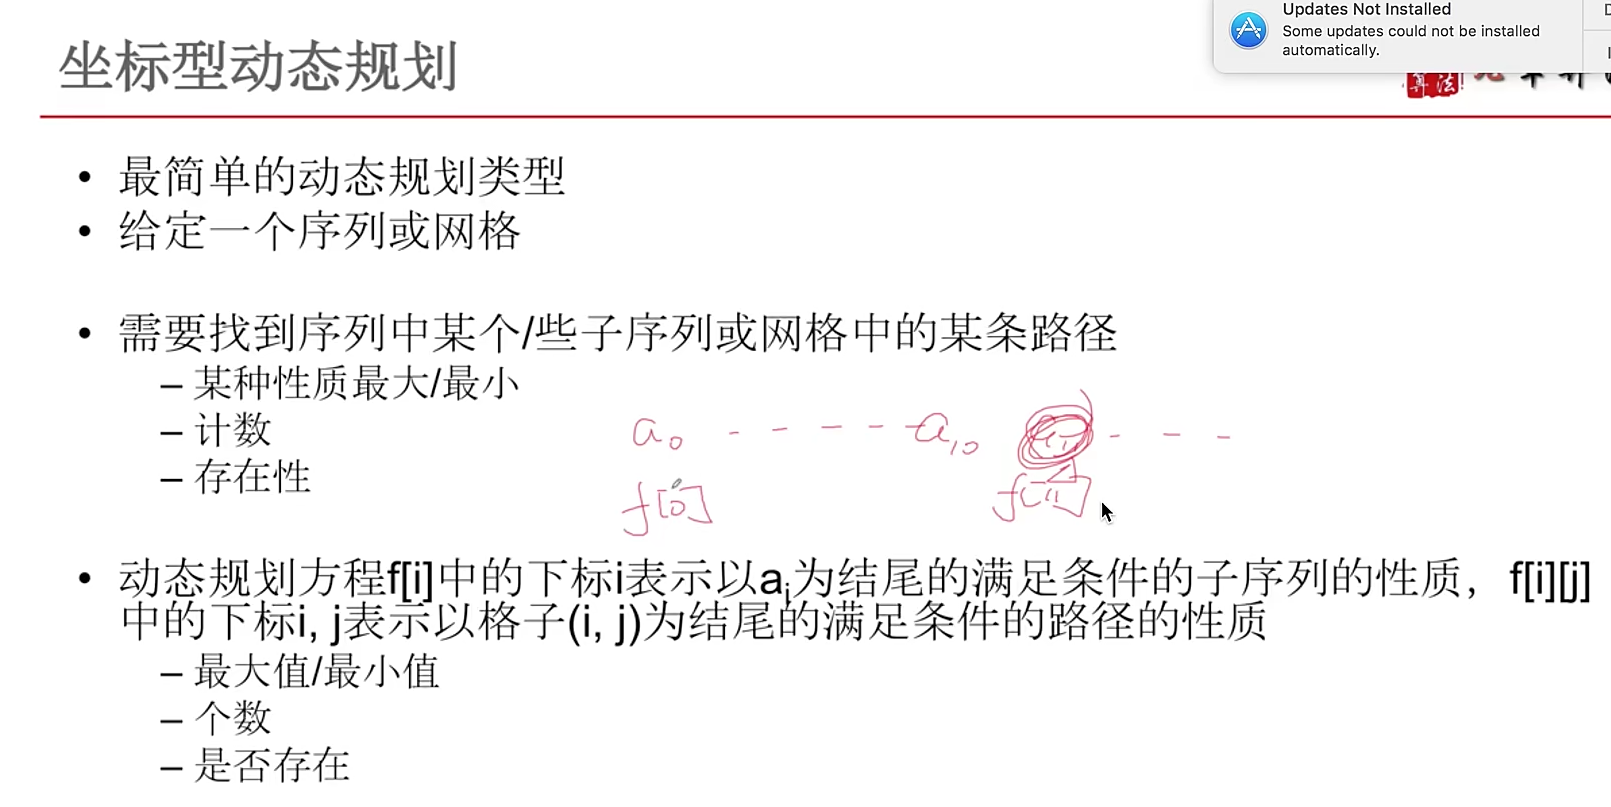 Updates Not Installed
Some updates could not be installed
automatically.
坐标型动态规划
算法
• 最简单的动态规划类型
• 给定一个序列或网格
• 需要找到序列中某个/些子序列或网格中的某条路径
– 某种性质最大/最小
– 计数
– 存在性
a₀ - - - - - a₁₀ - - -
f[0] f[11]
• 动态规划方程f[i]中的下标i表示以aᵢ为结尾的满足条件的子序列的性质，f[i][j]
中的下标i, j表示以格子(i, j)为结尾的满足条件的路径的性质
– 最大值/最小值
– 个数
– 是否存在